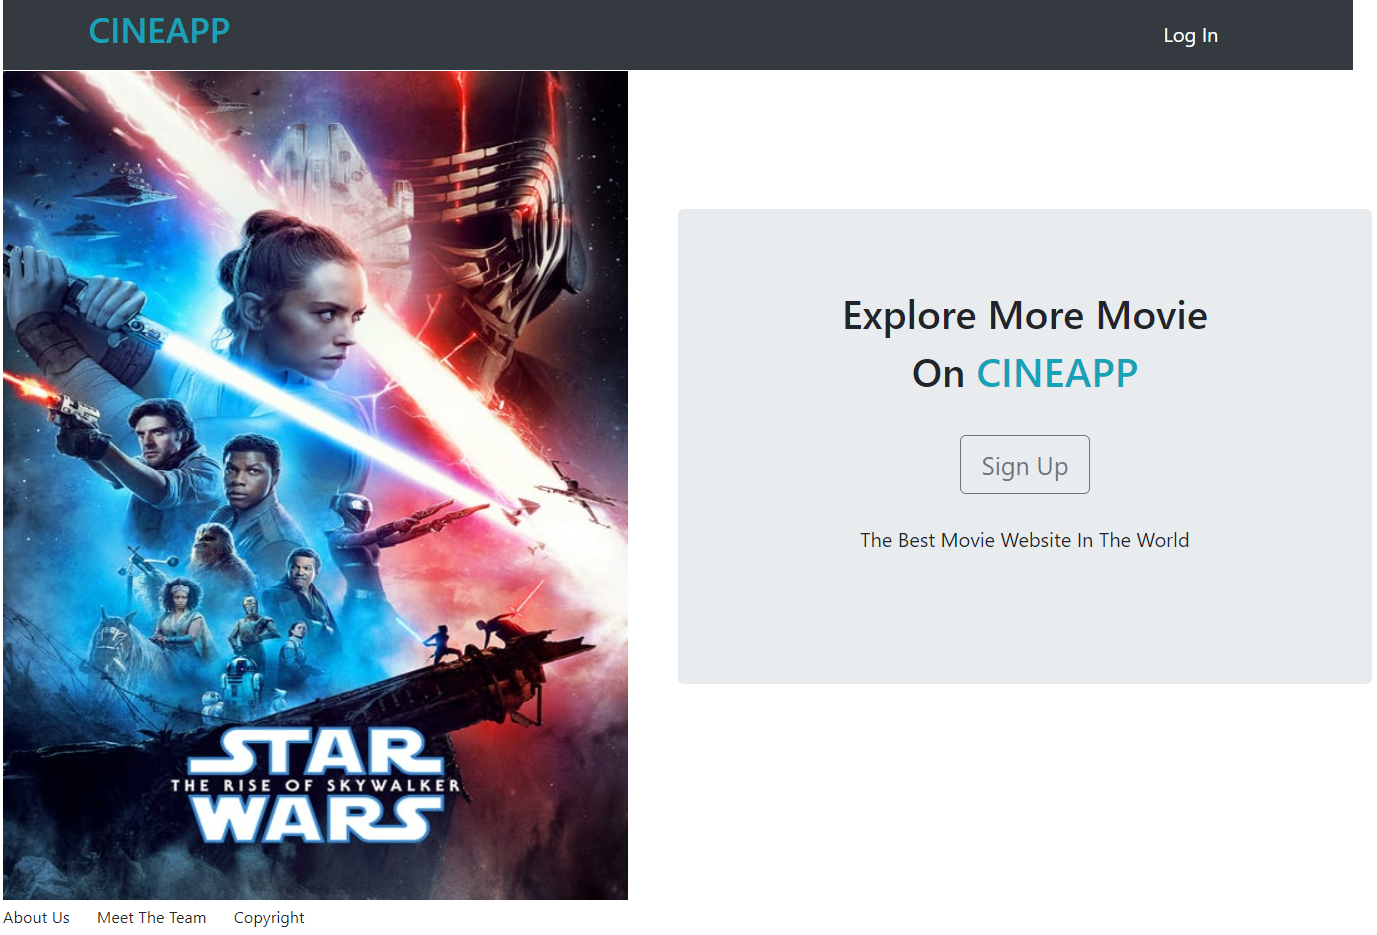 CINEAPP
Log In
Explore More Movie
On CINEAPP
Sign Up
The Best Movie Website In The World
STAR
THE RISE OF SKYWALKER
WARS
About Us
Meet The Team
Copyright